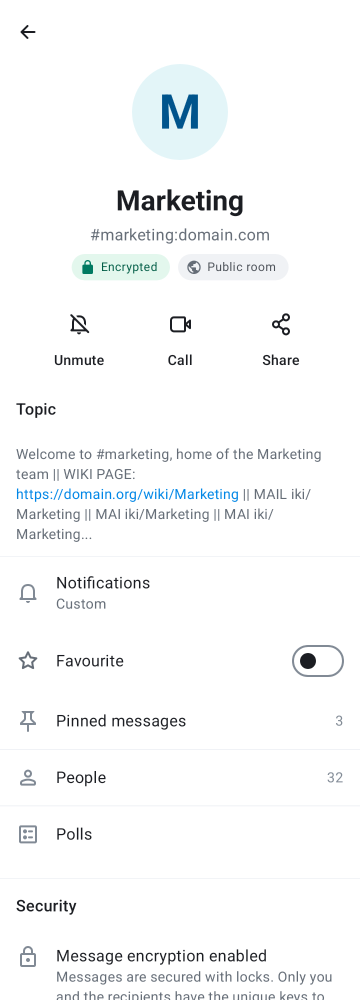 M
Marketing
#marketing:domain.com
Encrypted
Public room
Unmute
Call
Share
Topic
Welcome to #marketing, home of the Marketing
team || WIKI PAGE:
https://domain.org/wiki/Marketing || MAIL iki/
Marketing || MAI iki/Marketing || MAI iki/
Marketing...
Notifications
Custom
Favourite
Pinned messages 3
People 32
Polls
Security
Message encryption enabled
Messages are secured with locks. Only you
and the recipients have the unique keys to